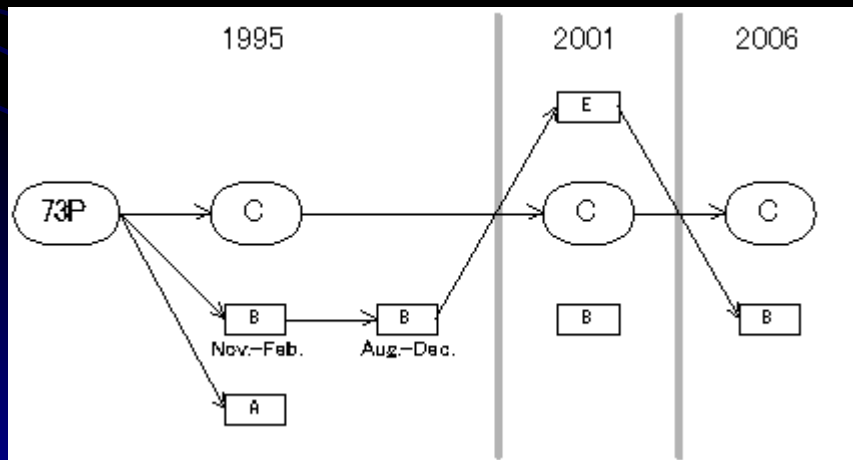 1995 2001 2006
E
73P C C C
B B B B
Nov.-Feb. Aug.-Dec.
A